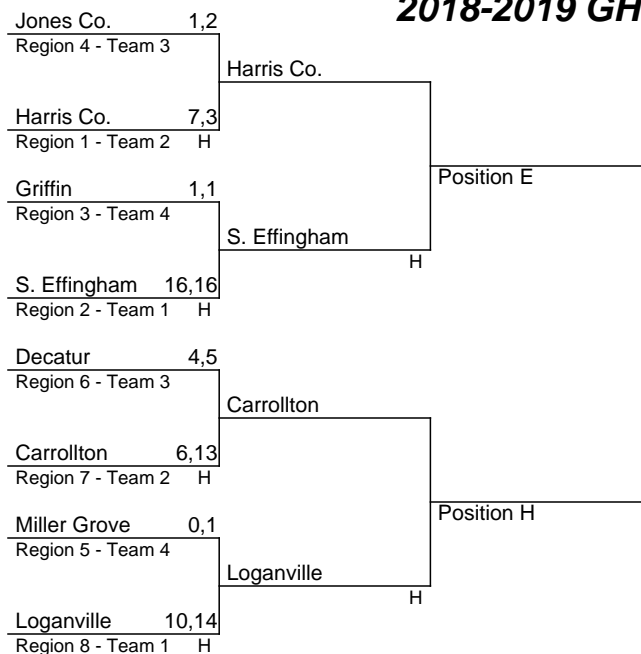 2018-2019 GH
Jones Co. 1,2
Region 4 - Team 3
Harris Co.
Harris Co. 7,3
Region 1 - Team 2 H
Position E
Griffin 1,1
Region 3 - Team 4
S. Effingham
H
S. Effingham 16,16
Region 2 - Team 1 H
Decatur 4,5
Region 6 - Team 3
Carrollton
Carrollton 6,13
Region 7 - Team 2 H
Position H
Miller Grove 0,1
Region 5 - Team 4
Loganville
H
Loganville 10,14
Region 8 - Team 1 H